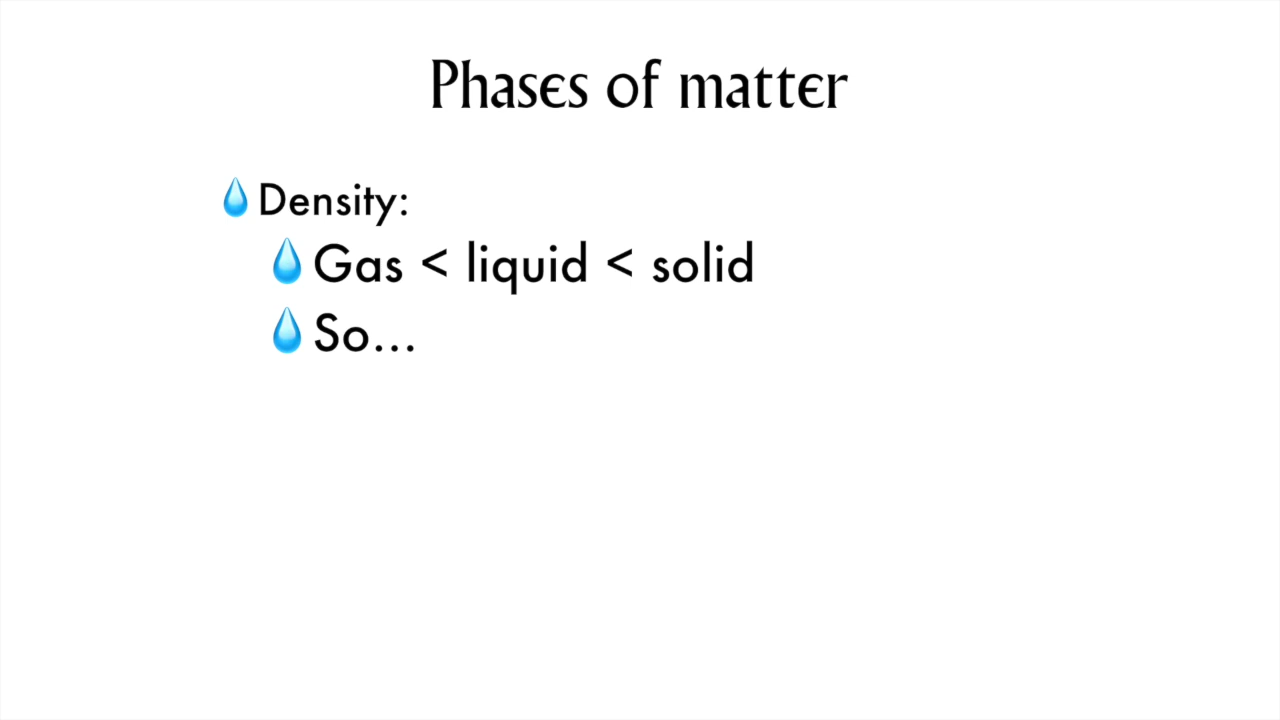 Phases of matter
Density:
Gas < liquid < solid
So…